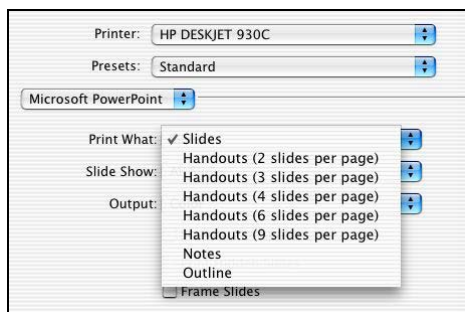 Printer: HP DESKJET 930C
Presets: Standard
Microsoft PowerPoint
Print What: ✓ Slides
Handouts (2 slides per page)
Slide Show: Handouts (3 slides per page)
Handouts (4 slides per page)
Output: Handouts (6 slides per page)
Handouts (9 slides per page)
Notes
Outline
Frame Slides